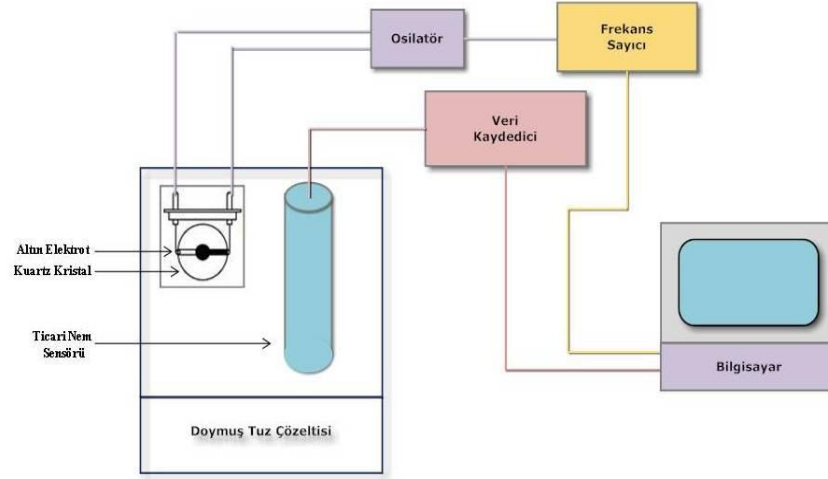 Osilatör
Frekans
Sayıcı
Veri
Kaydedici
Altın Elektrot
Kuartz Kristal
Ticari Nem
Sensörü
Bilgisayar
Doymuş Tuz Çözeltisi